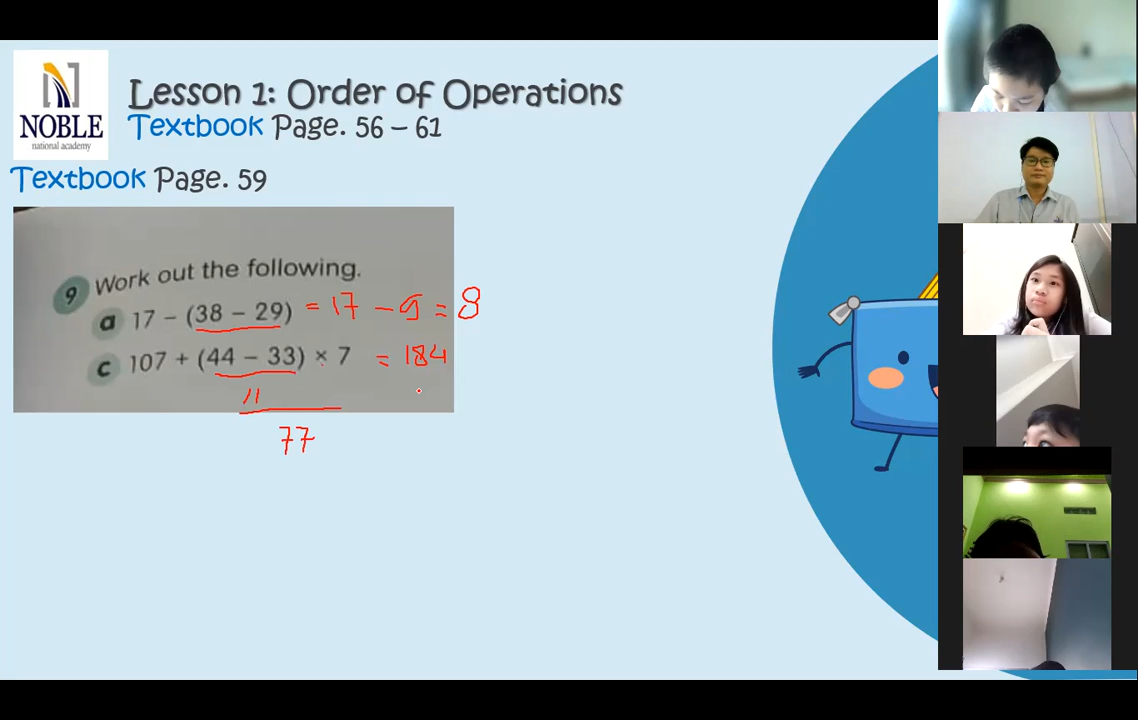 NOBLE
national academy
Lesson 1: Order of Operations
Textbook Page. 56 – 61
Textbook Page. 59
9 Work out the following.
a 17 – (38 – 29) = 17 – 9 = 8
c 107 + (44 – 33) × 7 = 184
11
77